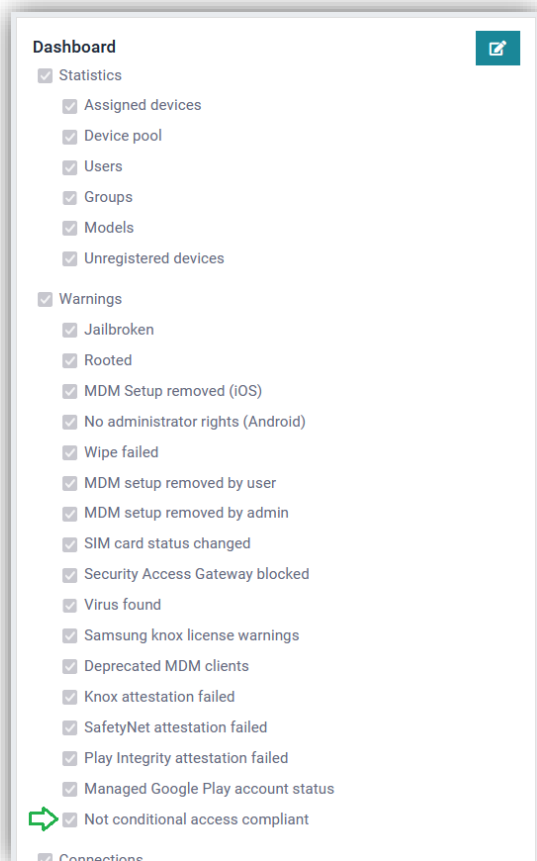 Dashboard
Statistics
Assigned devices
Device pool
Users
Groups
Models
Unregistered devices
Warnings
Jailbroken
Rooted
MDM Setup removed (iOS)
No administrator rights (Android)
Wipe failed
MDM setup removed by user
MDM setup removed by admin
SIM card status changed
Security Access Gateway blocked
Virus found
Samsung knox license warnings
Deprecated MDM clients
Knox attestation failed
SafetyNet attestation failed
Play Integrity attestation failed
Managed Google Play account status
Not conditional access compliant
Connections